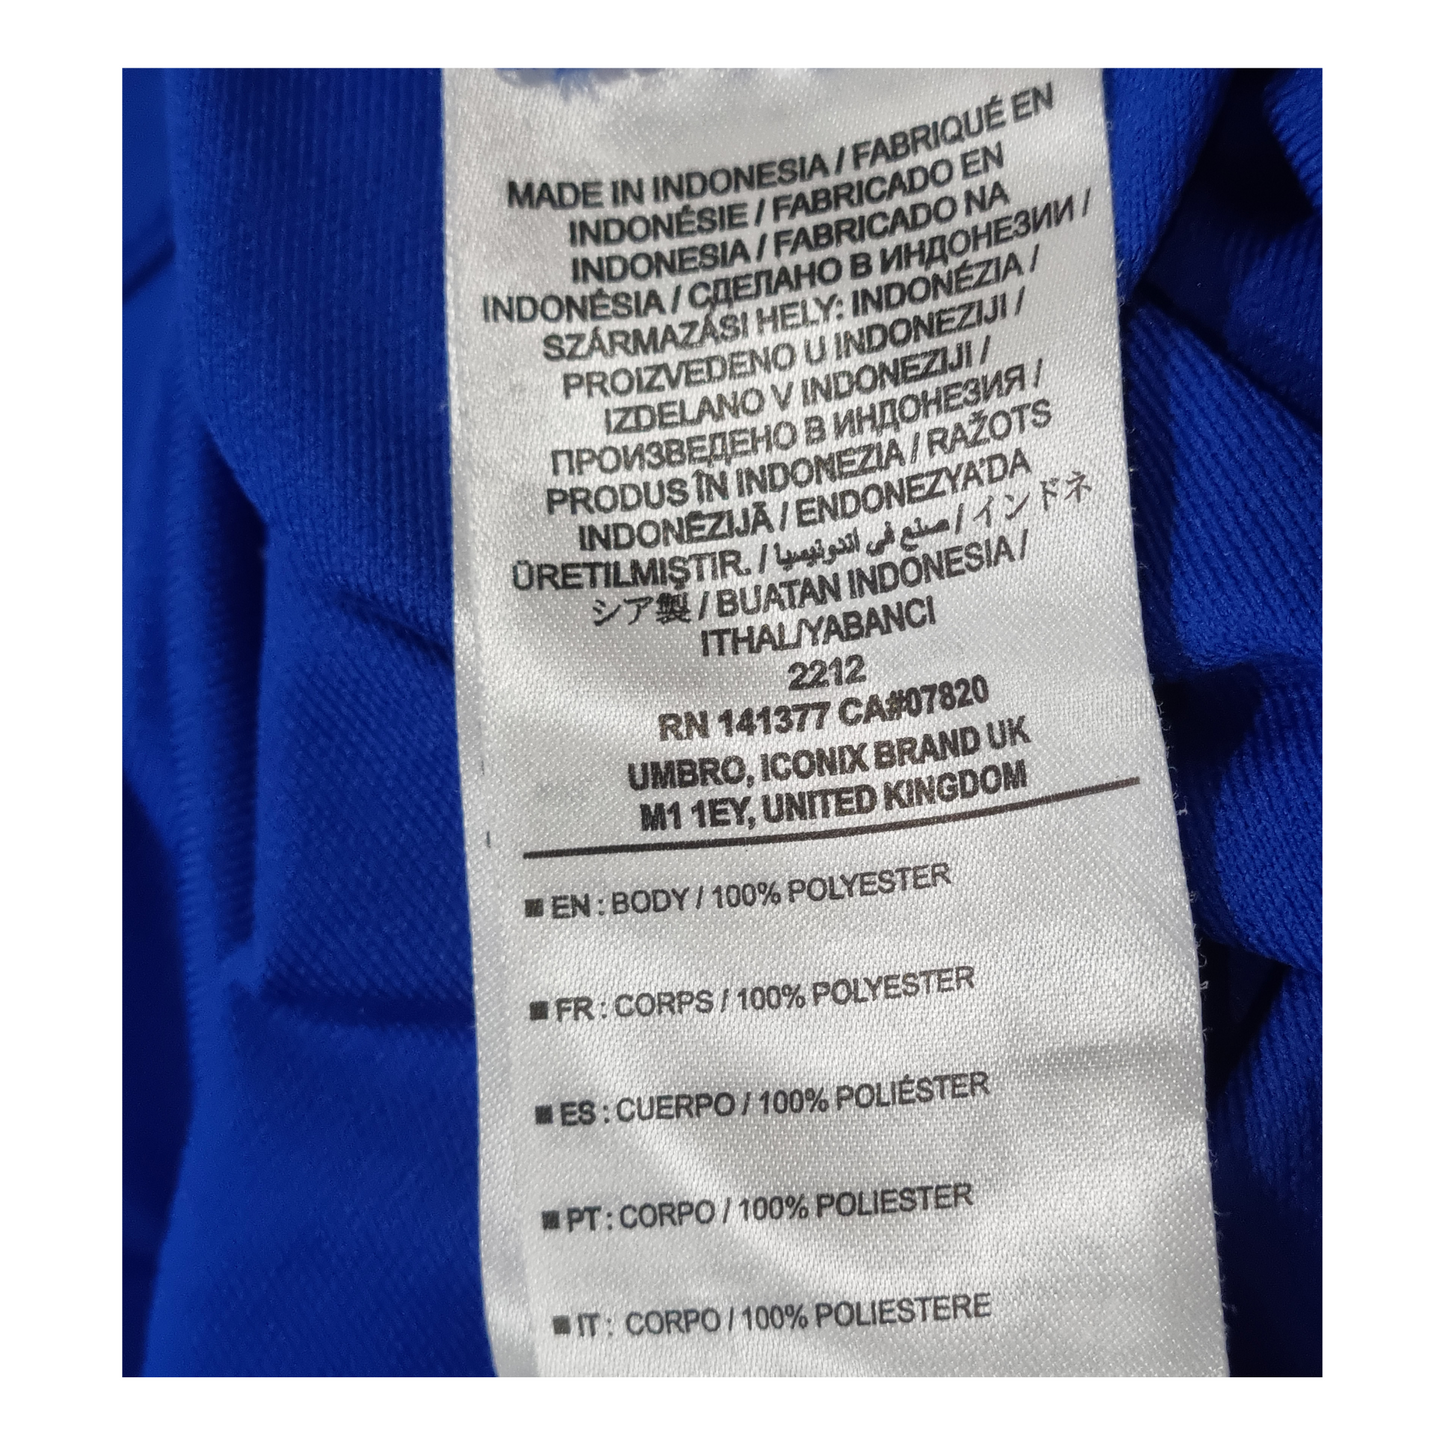 MADE IN INDONESIA / FABRIQUÉ EN
INDONÉSIE / FABRICADO EN
INDONESIA / FABRICADO NA
INDONÉSIA / СДЕЛАНО В ИНДОНЕЗИИ /
SZÁRMAZÁSI HELY: INDONÉZIA /
PROIZVEDENO U INDONEZIJI /
IZDELANO V INDONEZIJI /
ПРОИЗВЕДЕНО В ИНДОНЕЗИЯ /
PRODUS ÎN INDONEZIA / RAŽOTS
INDONĒZIJĀ / ENDONEZYA'DA
ÜRETILMIŞTIR. / صنع في اندونيسيا / インドネ
シア製 / BUATAN INDONESIA /
ITHAL/YABANCI
2212
RN 141377 CA#07820
UMBRO, ICONIX BRAND UK
M1 1EY, UNITED KINGDOM
■ EN : BODY / 100% POLYESTER
■ FR : CORPS / 100% POLYESTER
■ ES : CUERPO / 100% POLIÉSTER
■ PT : CORPO / 100% POLIESTER
■ IT : CORPO / 100% POLIESTERE